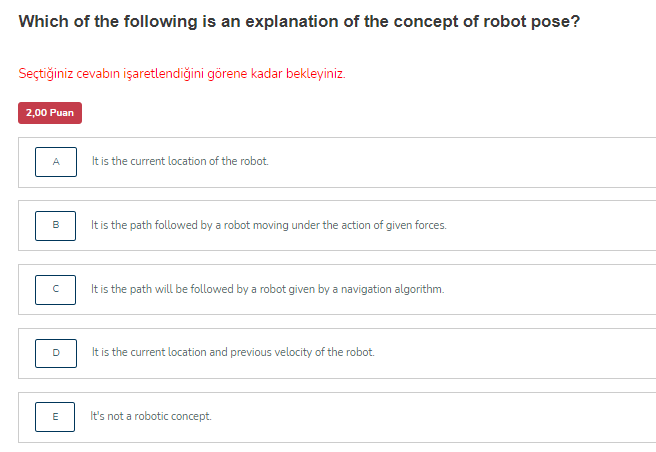 Which of the following is an explanation of the concept of robot pose?
Seçtiğiniz cevabın işaretlendiğini görene kadar bekleyiniz.
2,00 Puan
A It is the current location of the robot.
B It is the path followed by a robot moving under the action of given forces.
C It is the path will be followed by a robot given by a navigation algorithm.
D It is the current location and previous velocity of the robot.
E It's not a robotic concept.